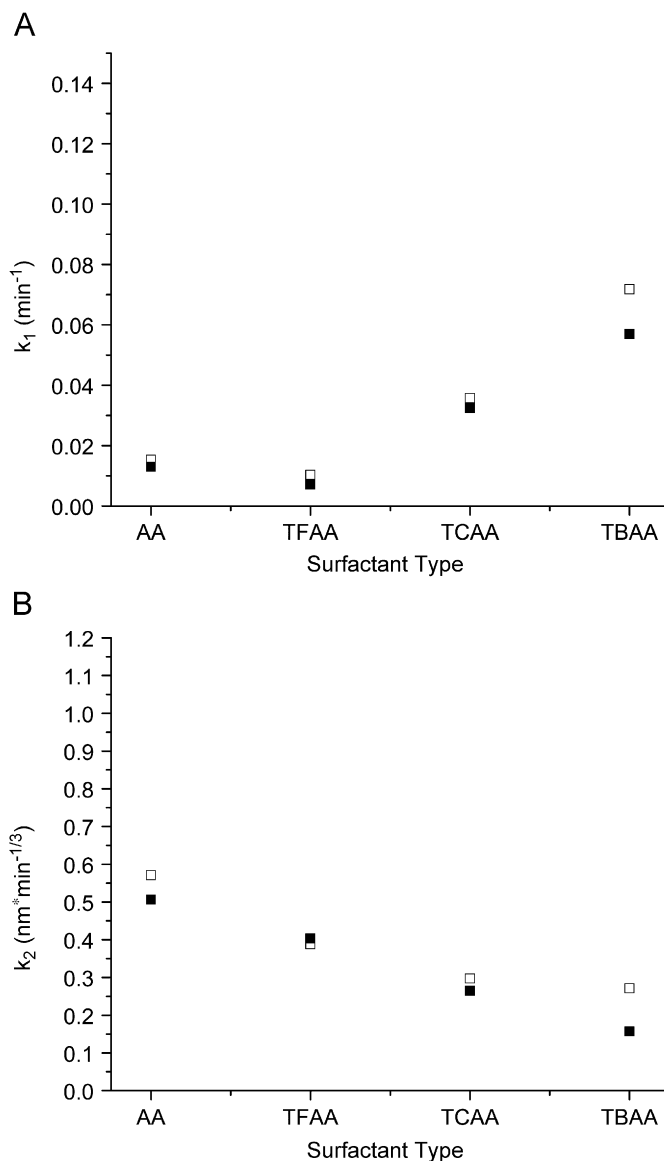 A
0.14
0.12
0.10
0.08
0.06
0.04
0.02
0.00
k₁ (min⁻¹)
AA TFAA TCAA TBAA
Surfactant Type
B
1.2
1.1
1.0
0.9
0.8
0.7
0.6
0.5
0.4
0.3
0.2
0.1
0.0
k₂ (nm*min⁻¹/³)
AA TFAA TCAA TBAA
Surfactant Type